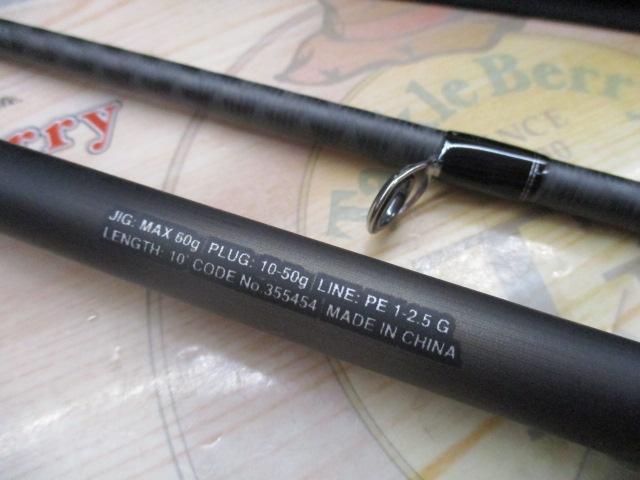 JIG: MAX 60g PLUG: 10-50g LINE: PE 1-2.5 G
LENGTH: 10' CODE No.355454 MADE IN CHINA